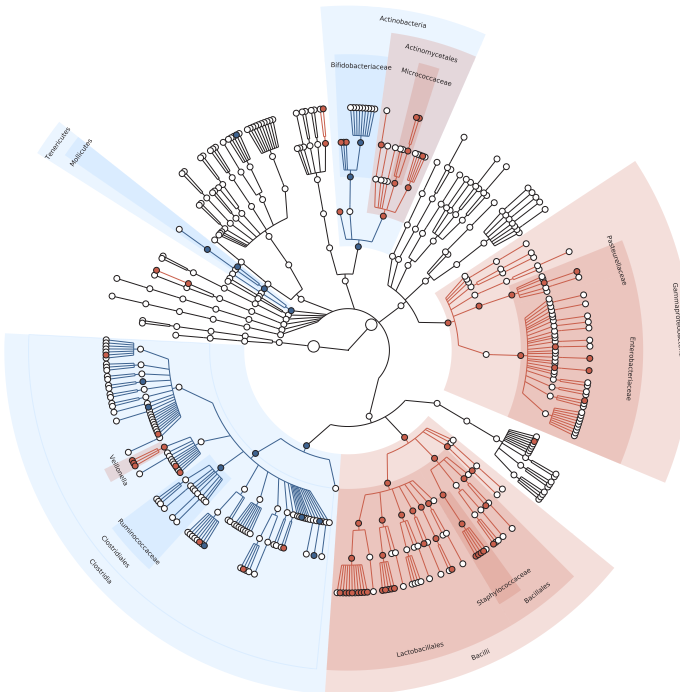 Actinobacteria
Actinomycetales
Bifidobacteriaceae
Micrococcaceae
Tenericutes
Mollicutes
Pasteurellaceae
Enterobacteriaceae
Veillonella
Ruminococcaceae
Clostridiales
Clostridia
Staphylococcaceae
Bacillales
Lactobacillales
Bacilli